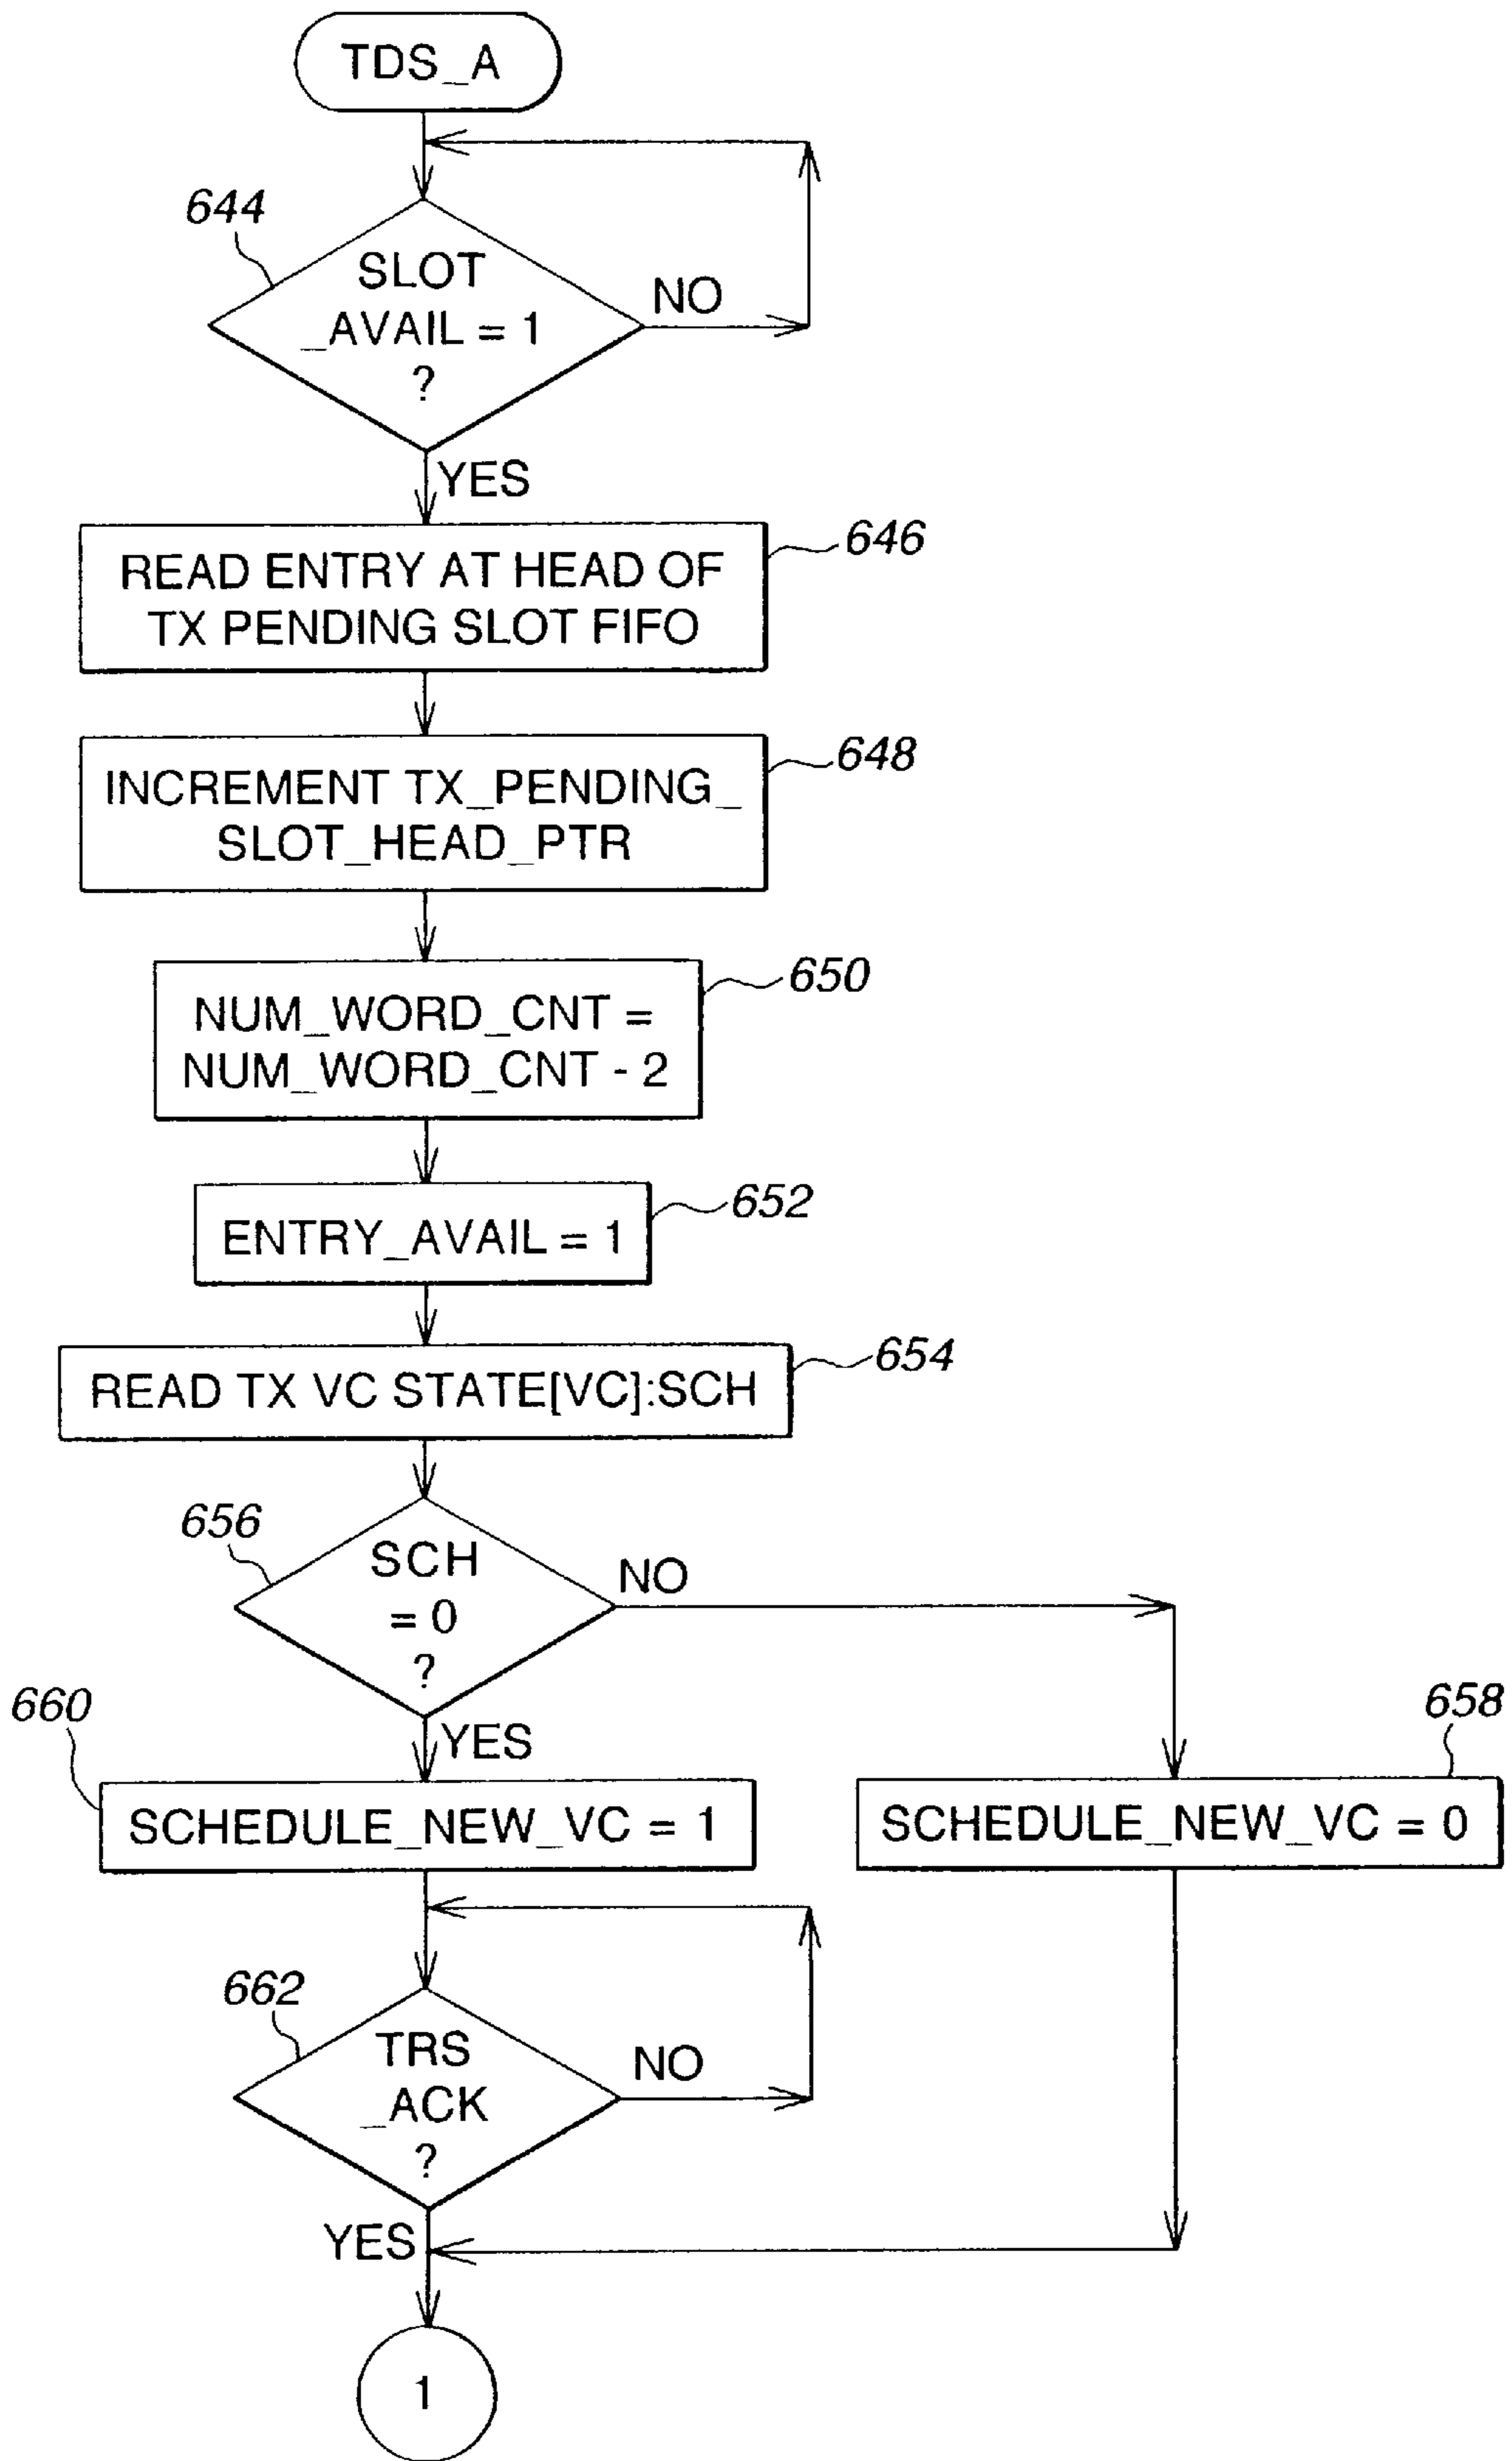 TDS_A
644
SLOT
_AVAIL = 1
?
NO
YES
646
READ ENTRY AT HEAD OF
TX PENDING SLOT FIFO
648
INCREMENT TX_PENDING_
SLOT_HEAD_PTR
650
NUM_WORD_CNT =
NUM_WORD_CNT - 2
652
ENTRY_AVAIL = 1
654
READ TX VC STATE[VC]:SCH
656
SCH
= 0
?
NO
YES
660
SCHEDULE_NEW_VC = 1
658
SCHEDULE_NEW_VC = 0
662
TRS
_ACK
?
NO
YES
1